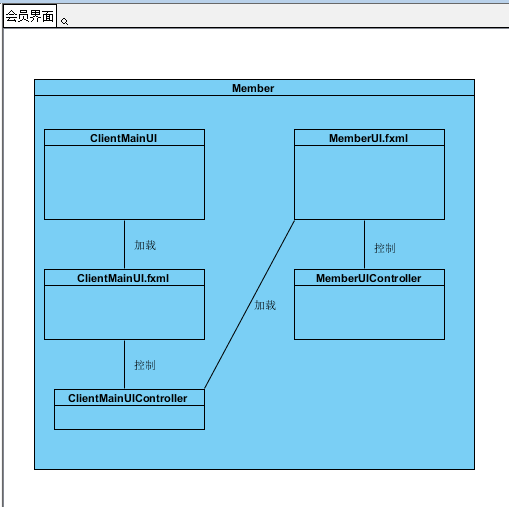 会员界面
Member
ClientMainUI
MemberUI.fxml
加载
控制
ClientMainUI.fxml
MemberUIController
加载
控制
ClientMainUIController